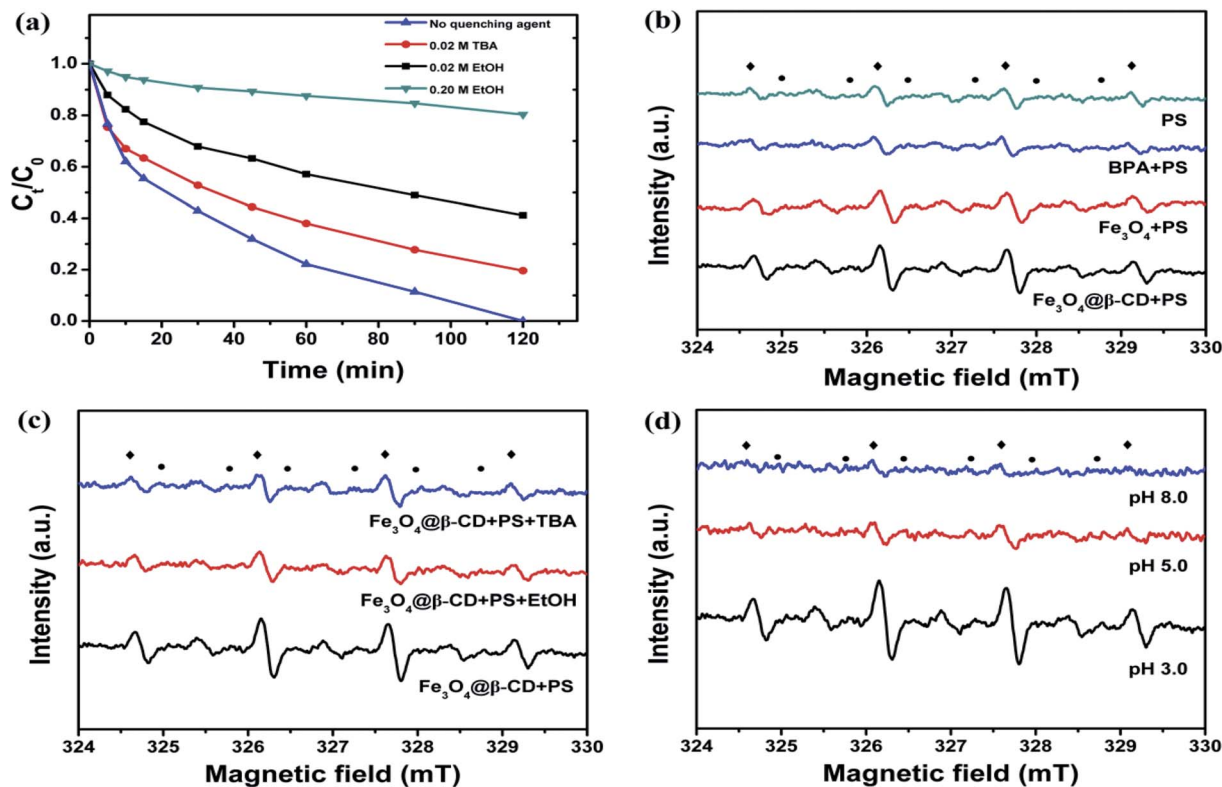 (a)
No quenching agent
0.02 M TBA
0.02 M EtOH
0.20 M EtOH
1.0
0.8
0.6
0.4
0.2
0.0
Cₜ/C₀
0 20 40 60 80 100 120
Time (min)
(b)
PS
BPA+PS
Fe₃O₄+PS
Fe₃O₄@β-CD+PS
Intensity (a.u.)
324 325 326 327 328 329 330
Magnetic field (mT)
(c)
Fe₃O₄@β-CD+PS+TBA
Fe₃O₄@β-CD+PS+EtOH
Fe₃O₄@β-CD+PS
Intensity (a.u.)
324 325 326 327 328 329 330
Magnetic field (mT)
(d)
pH 8.0
pH 5.0
pH 3.0
Intensity (a.u.)
324 325 326 327 328 329 330
Magnetic field (mT)